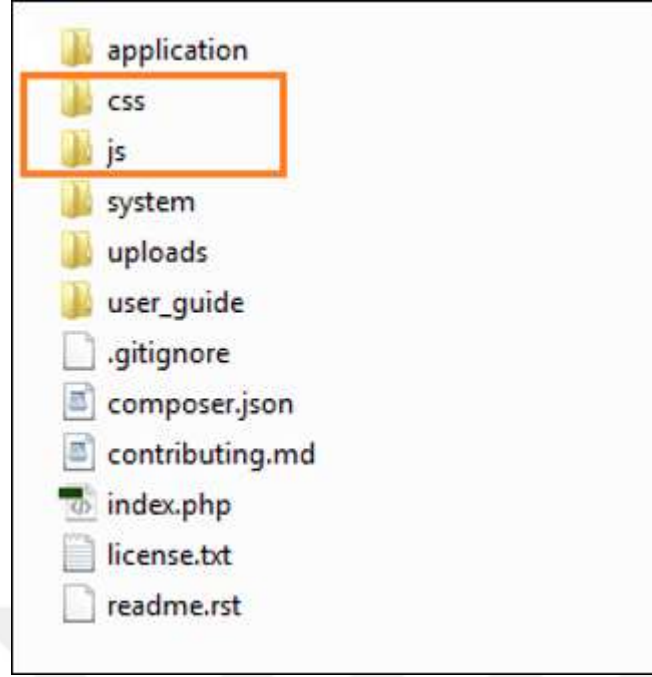 application
css
js
system
uploads
user_guide
.gitignore
composer.json
contributing.md
index.php
license.txt
readme.rst